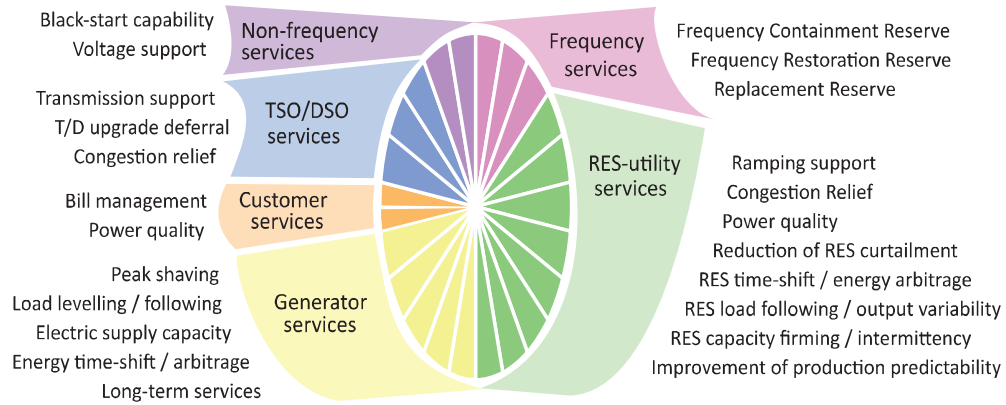 Black-start capability
Voltage support
Non-frequency
services
Transmission support
T/D upgrade deferral
Congestion relief
TSO/DSO
services
Bill management
Power quality
Customer
services
Peak shaving
Load levelling / following
Electric supply capacity
Energy time-shift / arbitrage
Long-term services
Generator
services
Frequency
services
Frequency Containment Reserve
Frequency Restoration Reserve
Replacement Reserve
RES-utility
services
Ramping support
Congestion Relief
Power quality
Reduction of RES curtailment
RES time-shift / energy arbitrage
RES load following / output variability
RES capacity firming / intermittency
Improvement of production predictability